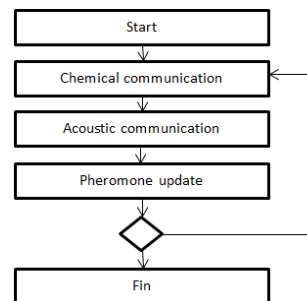 Start
Chemical communication
Acoustic communication
Pheromone update
Fin